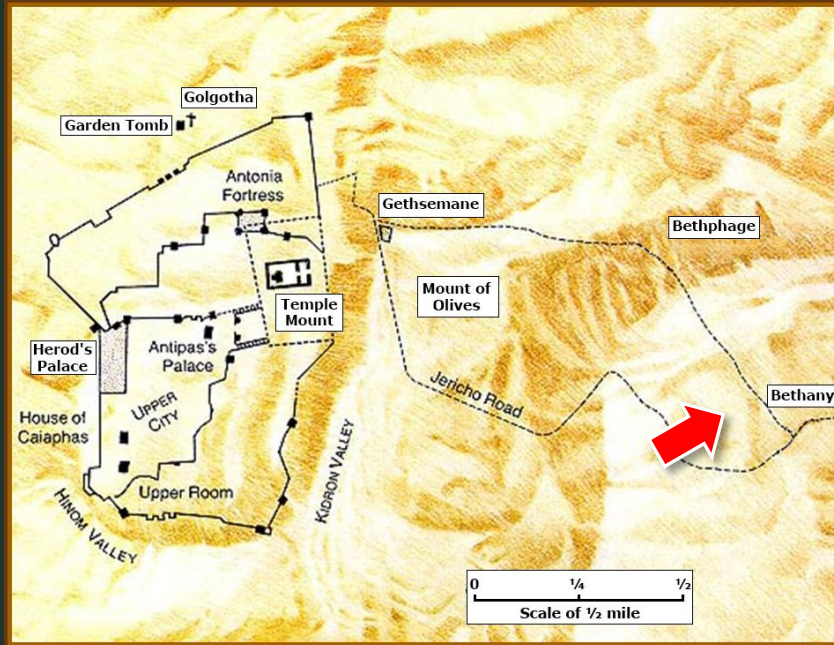 Golgotha
Garden Tomb
Antonia
Fortress
Gethsemane
Bethphage
Mount of
Olives
Temple
Mount
Herod's
Palace
Antipas's
Palace
Jericho Road
Bethany
UPPER
CITY
House of
Caiaphas
Upper Room
KIDRON VALLEY
HINOM VALLEY
0 ¼ ½
Scale of ½ mile